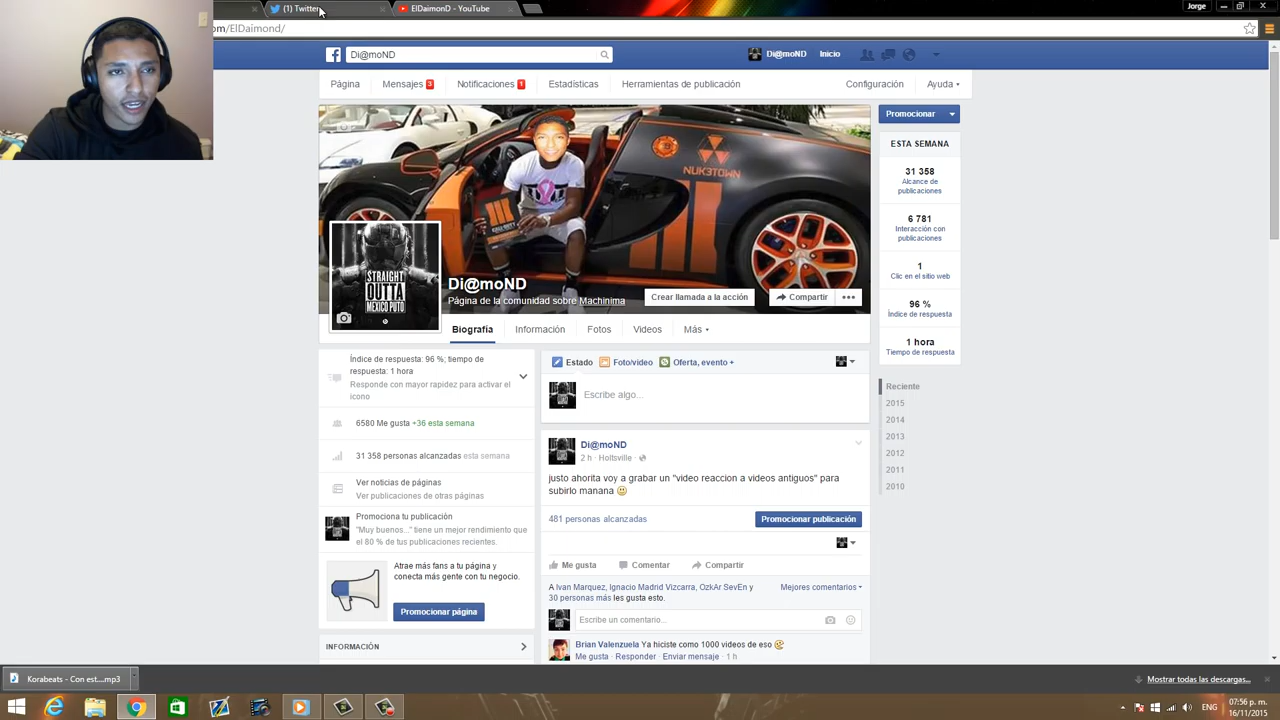 (1) Twitter
ElDaimonD - YouTube
Jorge
om/ElDaimond/
Di@moND
Di@moND
Inicio
Página
Mensajes 3
Notificaciones 1
Estadísticas
Herramientas de publicación
Configuración
Ayuda
NUK3TOWN
STRAIGHT
OUTTA
MEXICO PUTO
Di@moND
Página de la comunidad sobre Machinima
Crear llamada a la acción
Compartir
Biografía
Información
Fotos
Videos
Más
Promocionar
ESTA SEMANA
31 358
Alcance de
publicaciones
6 781
Interacción con
publicaciones
1
Clic en el sitio web
96 %
Índice de respuesta
1 hora
Tiempo de respuesta
Reciente
2015
2014
2013
2012
2011
2010
Índice de respuesta: 96 %; tiempo de
respuesta: 1 hora
Responde con mayor rapidez para activar el
icono
6580 Me gusta +36 esta semana
31 358 personas alcanzadas esta semana
Ver noticias de páginas
Ver publicaciones de otras páginas
Promociona tu publicación
"Muy buenos..." tiene un mejor rendimiento que
el 80 % de tus publicaciones recientes.
Atrae más fans a tu página y
conecta más gente con tu negocio.
Promocionar página
INFORMACIÓN
Estado
Foto/video
Oferta, evento +
Escribe algo...
Di@moND
2 h · Holtsville ·
justo ahorita voy a grabar un "video reaccion a videos antiguos" para
subirlo manana
481 personas alcanzadas
Promocionar publicación
Me gusta
Comentar
Compartir
A Ivan Marquez, Ignacio Madrid Vizcarra, OzkAr SevEn y
30 personas más les gusta esto.
Mejores comentarios
Escribe un comentario...
Brian Valenzuela Ya hiciste como 1000 videos de eso
Me gusta · Responder · Enviar mensaje · 1 h
Korabeats - Con est....mp3
Mostrar todas las descargas...
07:56 p. m.
16/11/2015